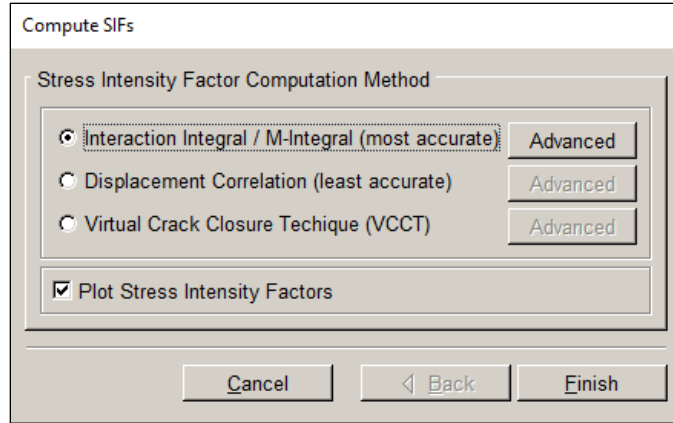 Compute SIFs
Stress Intensity Factor Computation Method
Interaction Integral / M-Integral (most accurate) Advanced
Displacement Correlation (least accurate) Advanced
Virtual Crack Closure Techique (VCCT) Advanced
Plot Stress Intensity Factors
Cancel Back Finish